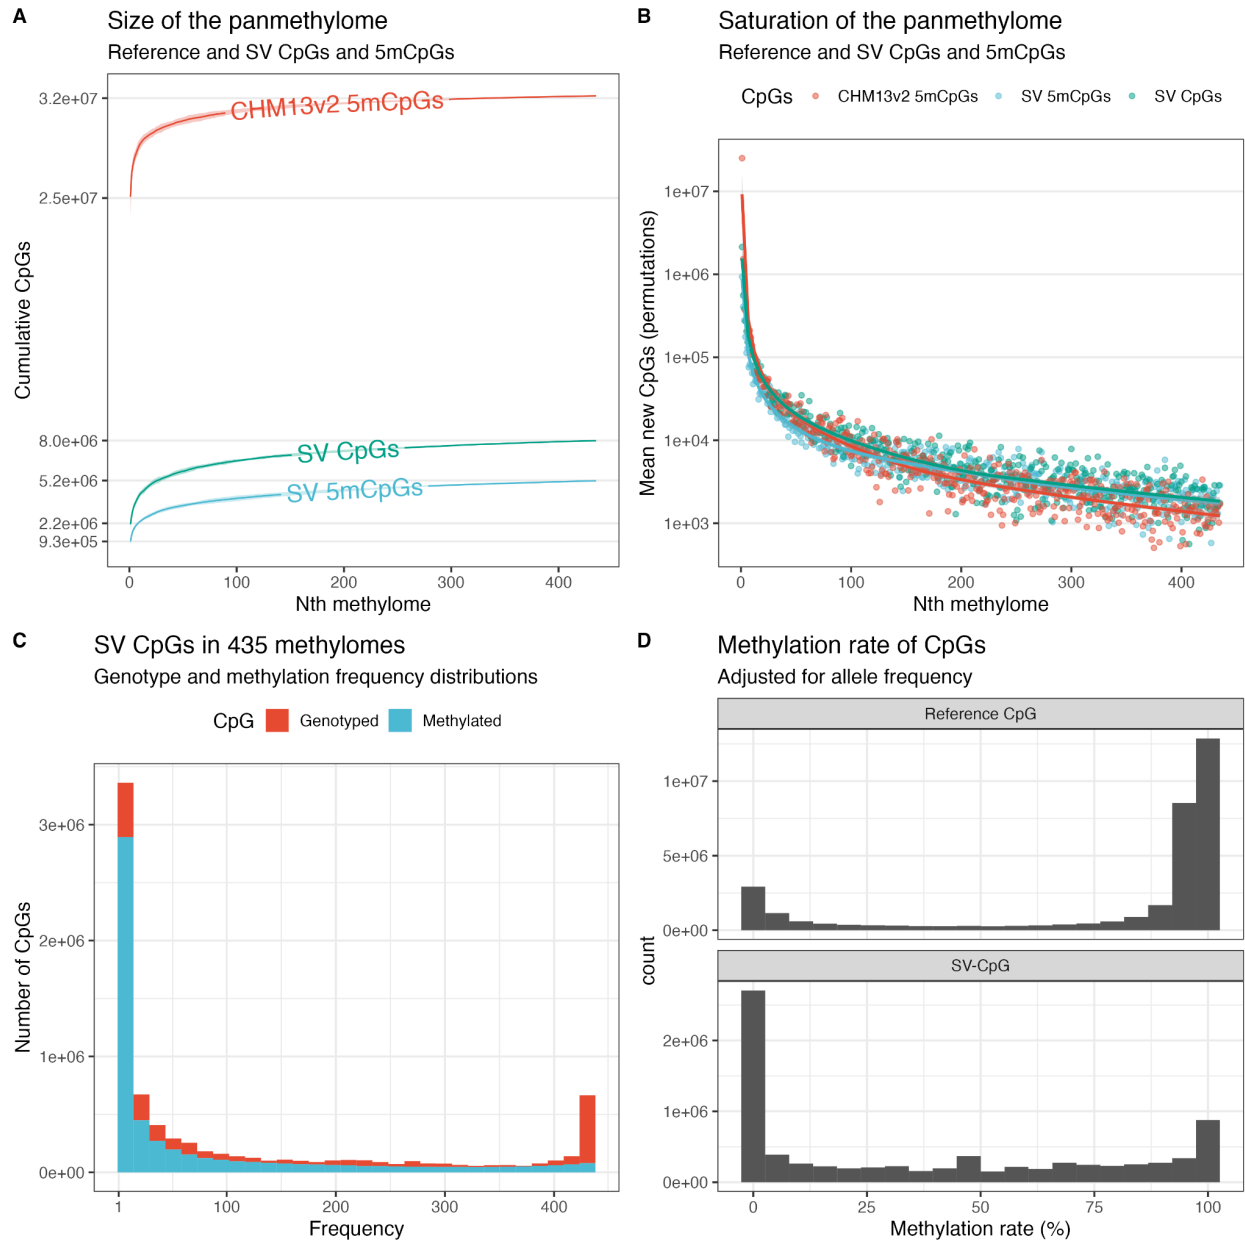 A
Size of the panmethylome
Reference and SV CpGs and 5mCpGs
Cumulative CpGs
3.2e+07
2.5e+07
8.0e+06
5.2e+06
2.2e+06
9.3e+05
CHM13v2 5mCpGs
SV CpGs
SV 5mCpGs
0
100
200
300
400
Nth methylome
B
Saturation of the panmethylome
Reference and SV CpGs and 5mCpGs
CpGs CHM13v2 5mCpGs SV 5mCpGs SV CpGs
Mean new CpGs (permutations)
1e+07
1e+06
1e+05
1e+04
1e+03
0
100
200
300
400
Nth methylome
C
SV CpGs in 435 methylomes
Genotype and methylation frequency distributions
CpG Genotyped Methylated
Number of CpGs
3e+06
2e+06
1e+06
0e+00
1
100
200
300
400
Frequency
D
Methylation rate of CpGs
Adjusted for allele frequency
Reference CpG
1e+07
5e+06
0e+00
count
SV-CpG
2e+06
1e+06
0e+00
0
25
50
75
100
Methylation rate (%)